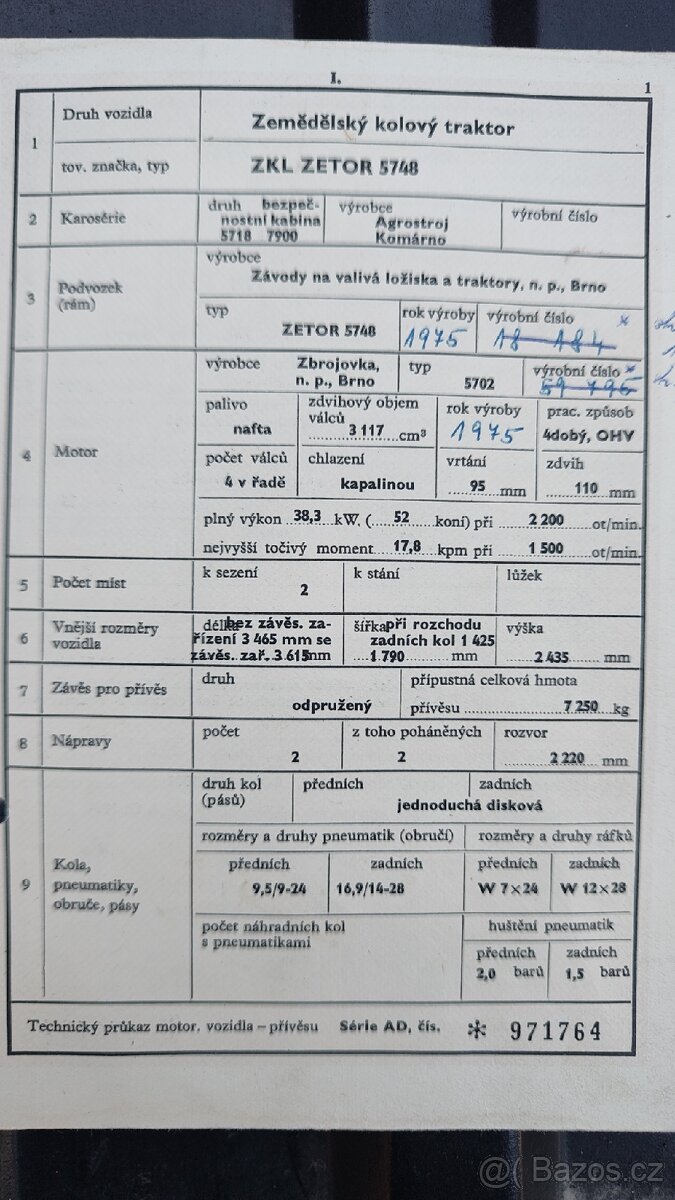 I.
1
1 Druh vozidla Zemědělský kolový traktor
tov. značka, typ ZKL ZETOR 5748
2 Karosérie druh bezpeč- výrobce výrobní číslo
nostní kabina Agrostroj
5718 7900 Komárno
3 Podvozek (rám) výrobce
Závody na valivá ložiska a traktory, n. p., Brno
typ rok výroby výrobní číslo *
ZETOR 5748 1975 18 184
4 Motor výrobce Zbrojovka, typ výrobní číslo *
n. p., Brno 5702 59 796
palivo zdvihový objem válců rok výroby prac. způsob
nafta 3 117 cm³ 1975 4dobý, OHV
počet válců chlazení vrtání zdvih
4 v řadě kapalinou 95 mm 110 mm
plný výkon 38,3 kW, ( 52 koní) při 2 200 ot/min.
nejvyšší točivý moment 17,8 kpm při 1 500 ot/min.
5 Počet míst k sezení k stání lůžek
2
6 Vnější rozměry vozidla délka bez závěs. za- šířka při rozchodu výška
řízení 3 465 mm se zadních kol 1 425
závěs. zař. 3 615 mm 1.790 mm 2 435 mm
7 Závěs pro přívěs druh přípustná celková hmota
odpružený přívěsu 7 250 kg
8 Nápravy počet z toho poháněných rozvor
2 2 2 220 mm
9 Kola, pneumatiky, obruče, pásy druh kol (pásů) předních zadních
jednoduchá disková
rozměry a druhy pneumatik (obručí) rozměry a druhy ráfků
předních zadních předních zadních
9,5/9-24 16,9/14-28 W 7×24 W 12×28
počet náhradních kol huštění pneumatik
s pneumatikami předních zadních
2,0 barů 1,5 barů
Technický průkaz motor. vozidla – přívěsu Série AD, čís. * 971764
@ Bazos.cz